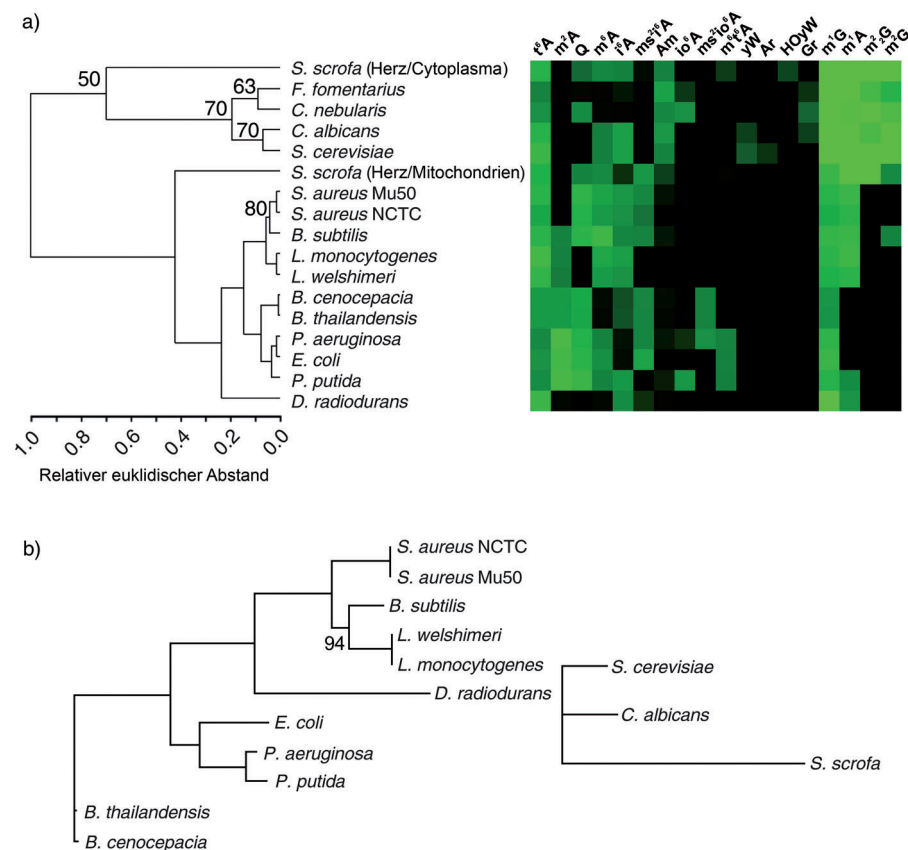 a)
t⁶A m²A Q m⁶A i⁶A ms²i⁶A Am io⁶A ms²io⁶A m⁶t⁶A yW Ar HOyW Gr m¹G m¹A m²₂G m²G
50
S. scrofa (Herz/Cytoplasma)
63
F. fomentarius
70
C. nebularis
70
C. albicans
S. cerevisiae
S. scrofa (Herz/Mitochondrien)
80
S. aureus Mu50
S. aureus NCTC
B. subtilis
L. monocytogenes
L. welshimeri
B. cenocepacia
B. thailandensis
P. aeruginosa
E. coli
P. putida
D. radiodurans
1.0 0.8 0.6 0.4 0.2 0.0
Relativer euklidischer Abstand
b)
S. aureus NCTC
S. aureus Mu50
B. subtilis
94
L. welshimeri
L. monocytogenes
S. cerevisiae
D. radiodurans
C. albicans
E. coli
P. aeruginosa
S. scrofa
P. putida
B. thailandensis
B. cenocepacia